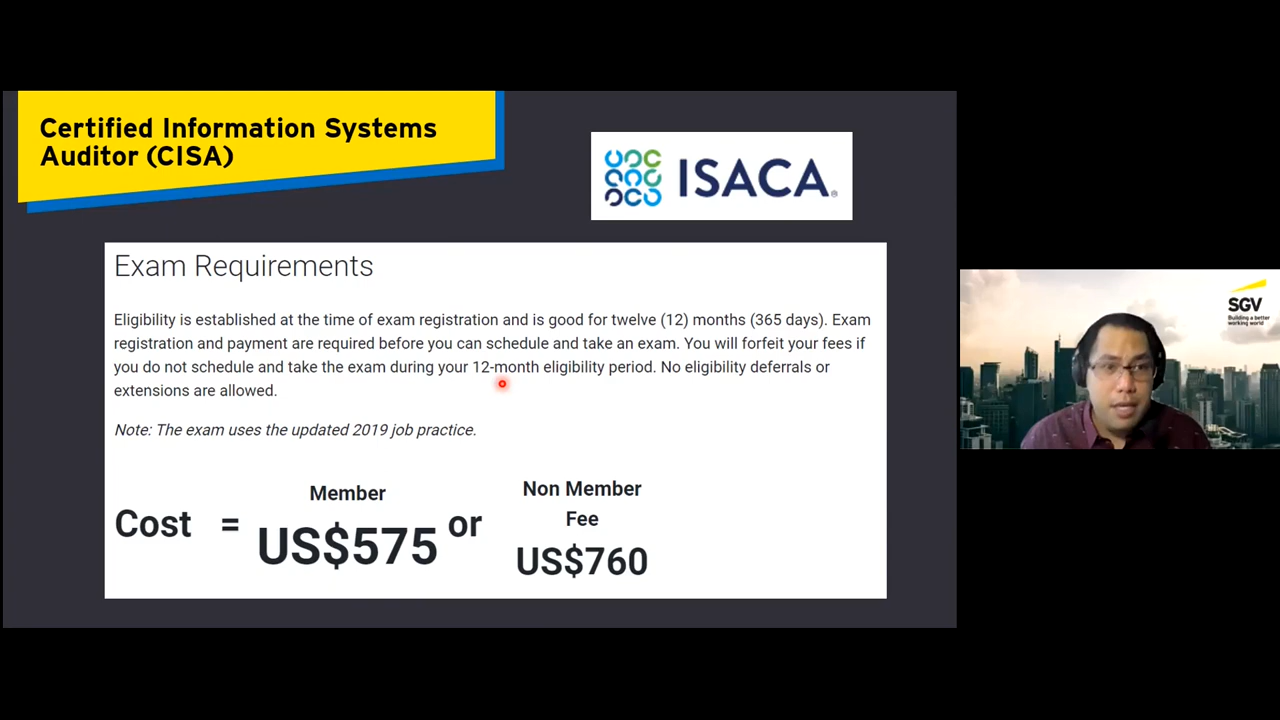 Certified Information Systems
Auditor (CISA)
ISACA®
Exam Requirements
Eligibility is established at the time of exam registration and is good for twelve (12) months (365 days). Exam
registration and payment are required before you can schedule and take an exam. You will forfeit your fees if
you do not schedule and take the exam during your 12-month eligibility period. No eligibility deferrals or
extensions are allowed.
Note: The exam uses the updated 2019 job practice.
Cost = Member US$575 or Non Member Fee US$760
SGV
Building a better
working world